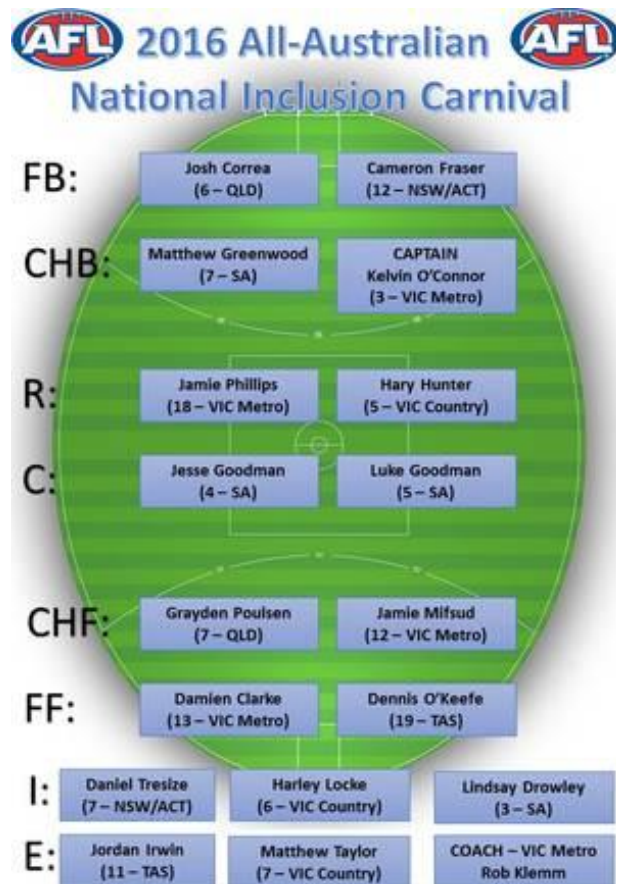 AFL 2016 All-Australian AFL
National Inclusion Carnival
FB:
Josh Correa
(6 – QLD)
Cameron Fraser
(12 – NSW/ACT)
CHB:
Matthew Greenwood
(7 – SA)
CAPTAIN
Kelvin O'Connor
(3 – VIC Metro)
R:
Jamie Phillips
(18 – VIC Metro)
Hary Hunter
(5 – VIC Country)
C:
Jesse Goodman
(4 – SA)
Luke Goodman
(5 – SA)
CHF:
Grayden Poulsen
(7 – QLD)
Jamie Mifsud
(12 – VIC Metro)
FF:
Damien Clarke
(13 – VIC Metro)
Dennis O'Keefe
(19 – TAS)
I:
Daniel Tresize
(7 – NSW/ACT)
Harley Locke
(6 – VIC Country)
Lindsay Drowley
(3 – SA)
E:
Jordan Irwin
(11 – TAS)
Matthew Taylor
(7 – VIC Country)
COACH – VIC Metro
Rob Klemm